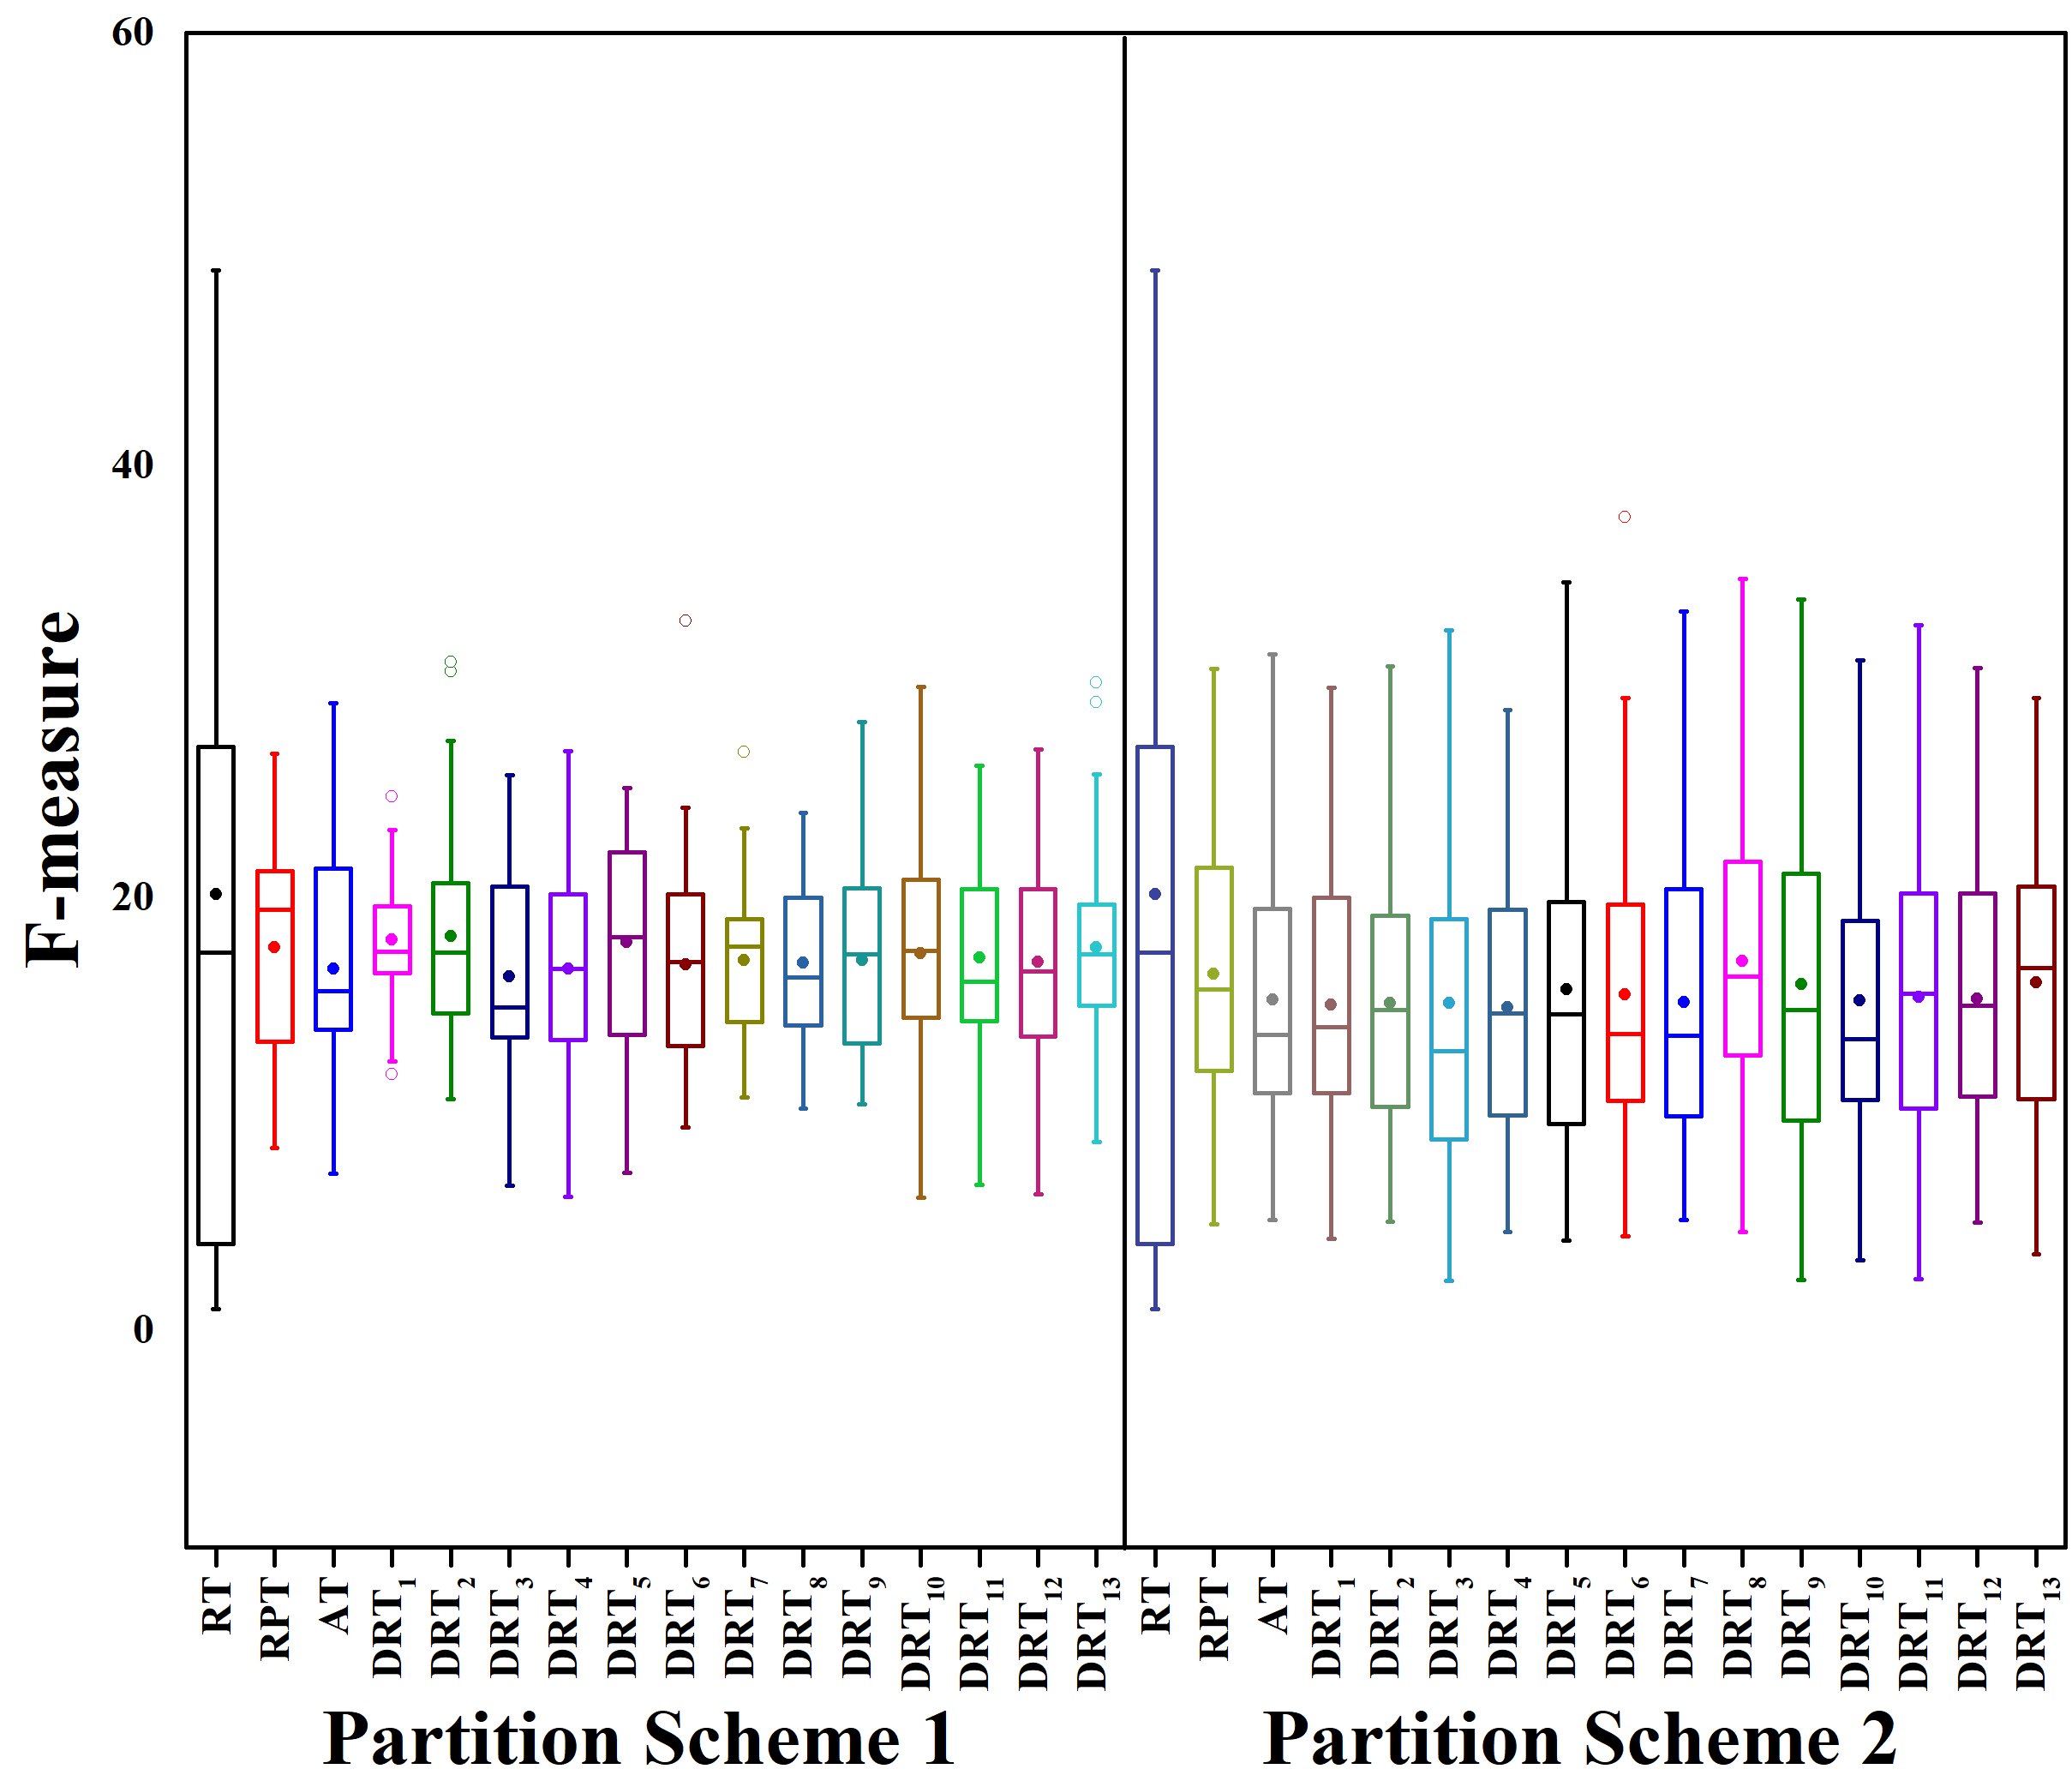 60
40
20
0
F-measure
RT RPT AT DRT₁ DRT₂ DRT₃ DRT₄ DRT₅ DRT₆ DRT₇ DRT₈ DRT₉ DRT₁₀ DRT₁₁ DRT₁₂ DRT₁₃ RT RPT AT DRT₁ DRT₂ DRT₃ DRT₄ DRT₅ DRT₆ DRT₇ DRT₈ DRT₉ DRT₁₀ DRT₁₁ DRT₁₂ DRT₁₃
Partition Scheme 1 Partition Scheme 2